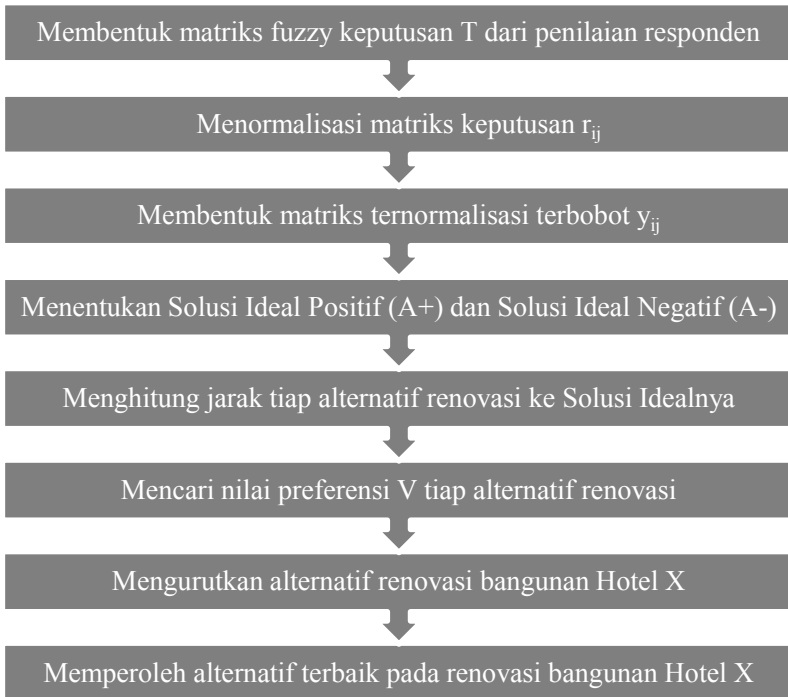 Membentuk matriks fuzzy keputusan T dari penilaian responden
Menormalisasi matriks keputusan r_ij
Membentuk matriks ternormalisasi terbobot y_ij
Menentukan Solusi Ideal Positif (A+) dan Solusi Ideal Negatif (A-)
Menghitung jarak tiap alternatif renovasi ke Solusi Idealnya
Mencari nilai preferensi V tiap alternatif renovasi
Mengurutkan alternatif renovasi bangunan Hotel X
Memperoleh alternatif terbaik pada renovasi bangunan Hotel X